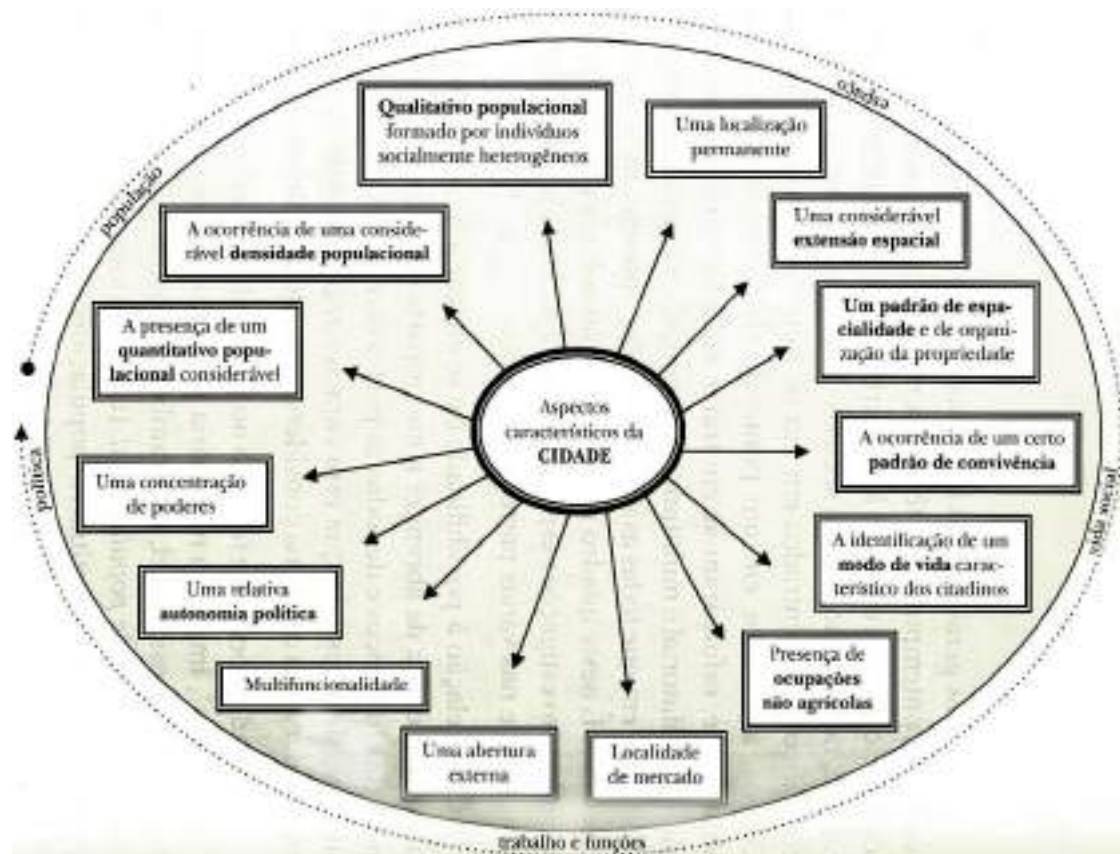 espaço
Qualitativo populacional
formado por indivíduos
socialmente heterogêneos
Uma localização
permanente
população
A ocorrência de uma conside-
rável densidade populacional
Uma considerável
extensão espacial
A presença de um
quantitativo popu-
lacional considerável
Um padrão de espa-
cialidade e de organi-
zação da propriedade
Aspectos
característicos da
CIDADE
A ocorrência de um certo
padrão de convivência
política
Uma concentração
de poderes
A identificação de um
modo de vida carac-
terístico dos citadinos
Uma relativa
autonomia política
Presença de
ocupações
não agrícolas
Multifuncionalidade
Uma abertura
externa
Localidade
de mercado
trabalho e funções